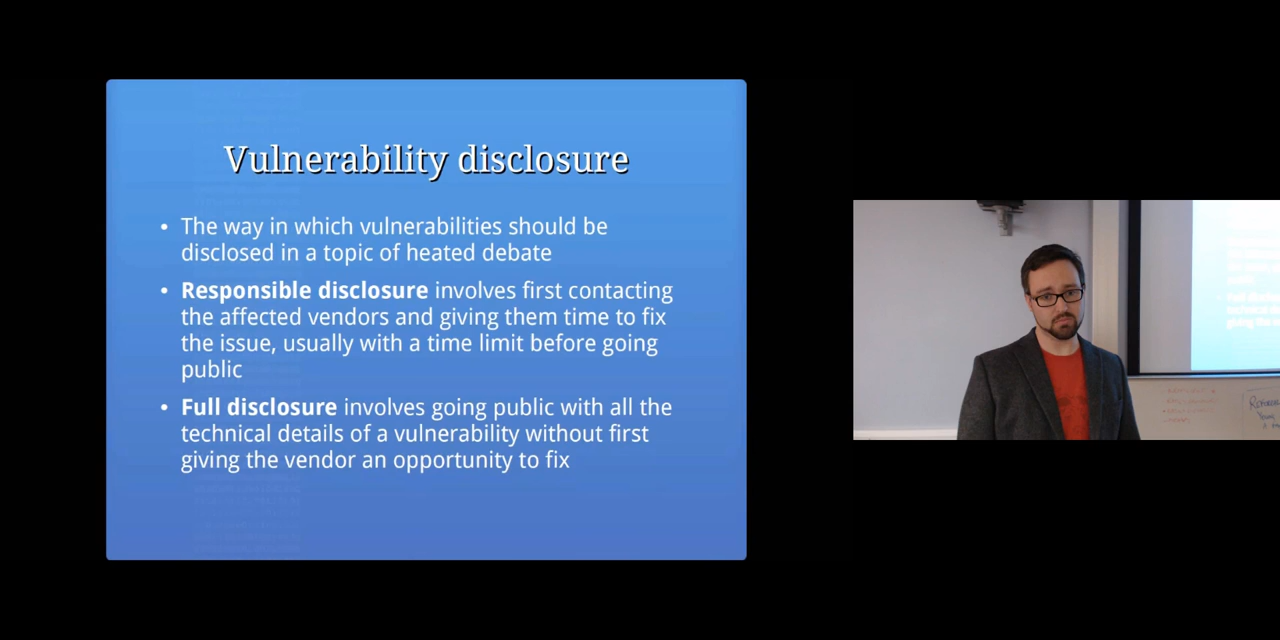 Vulnerability disclosure
• The way in which vulnerabilities should be
disclosed in a topic of heated debate
• Responsible disclosure involves first contacting
the affected vendors and giving them time to fix
the issue, usually with a time limit before going
public
• Full disclosure involves going public with all the
technical details of a vulnerability without first
giving the vendor an opportunity to fix